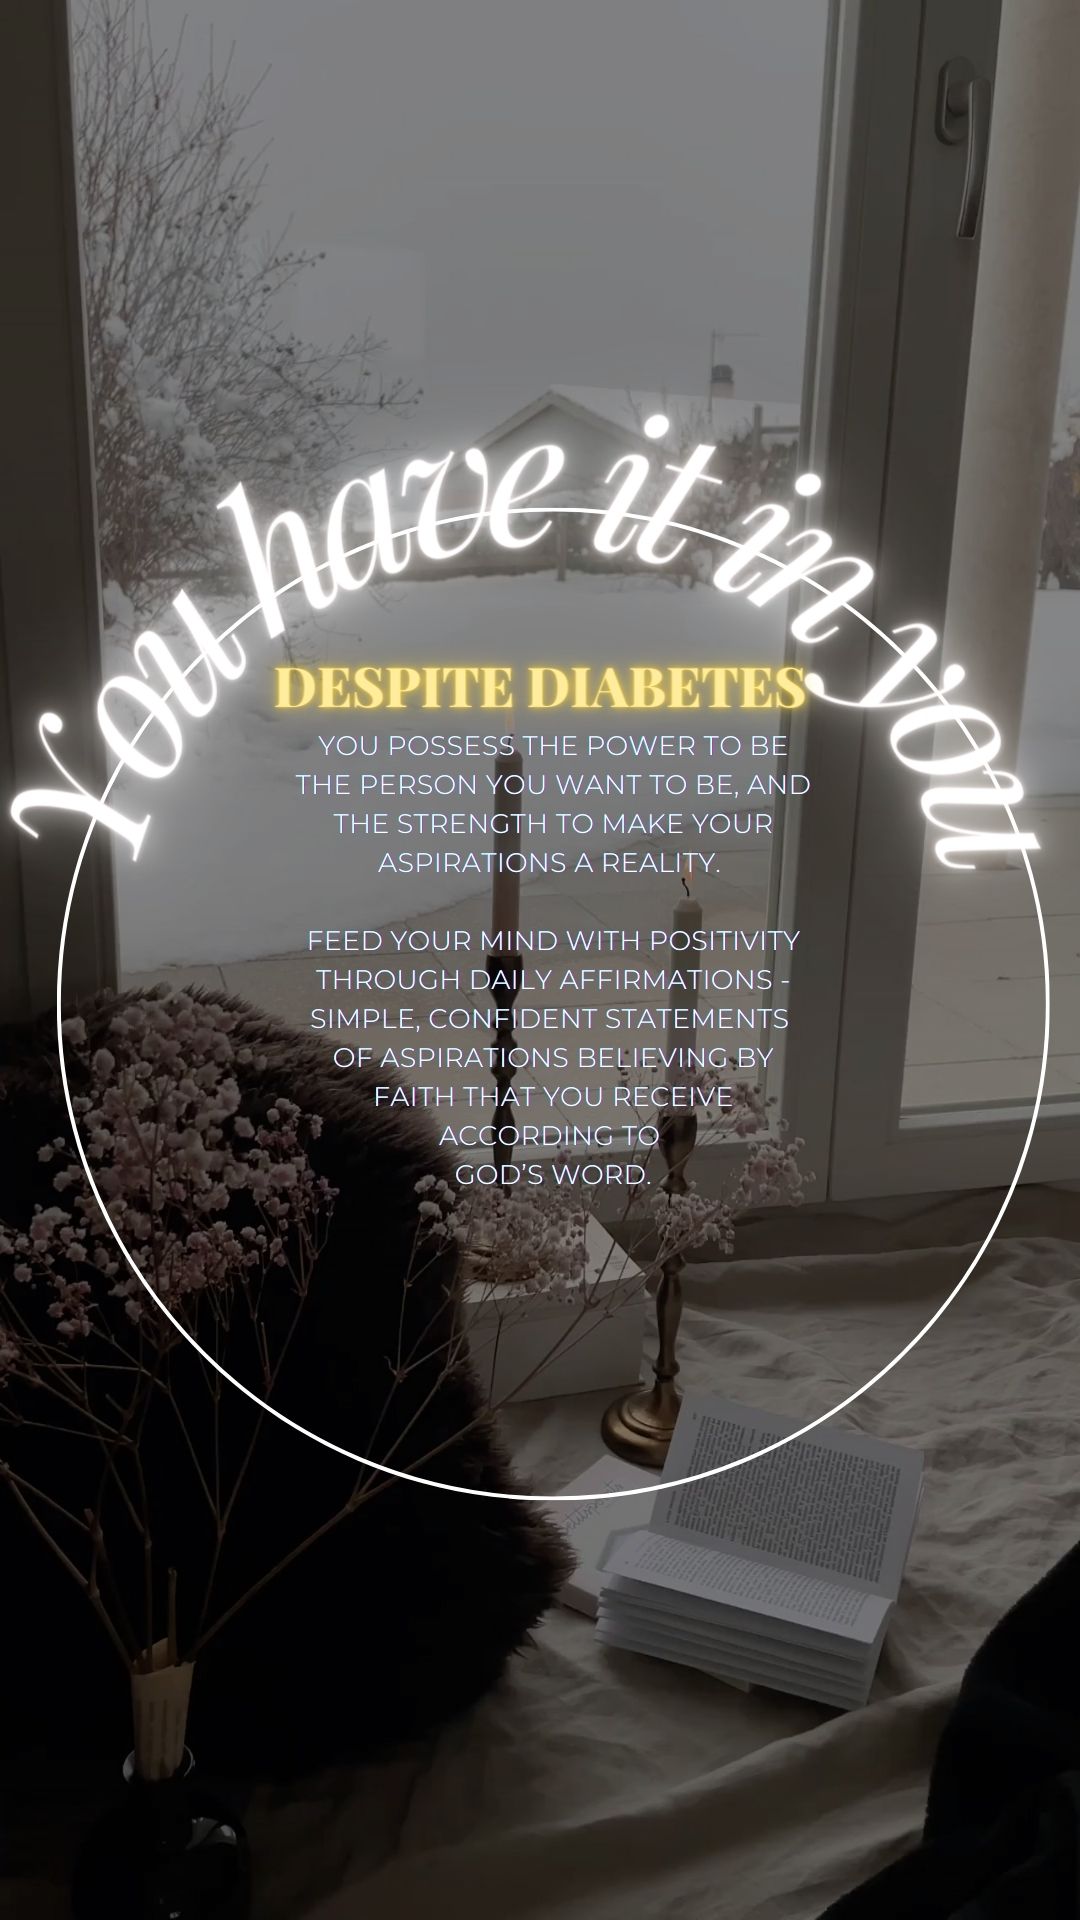 You have it in you
DESPITE DIABETES
YOU POSSESS THE POWER TO BE
THE PERSON YOU WANT TO BE, AND
THE STRENGTH TO MAKE YOUR
ASPIRATIONS A REALITY.
FEED YOUR MIND WITH POSITIVITY
THROUGH DAILY AFFIRMATIONS -
SIMPLE, CONFIDENT STATEMENTS
OF ASPIRATIONS BELIEVING BY
FAITH THAT YOU RECEIVE
ACCORDING TO
GOD'S WORD.